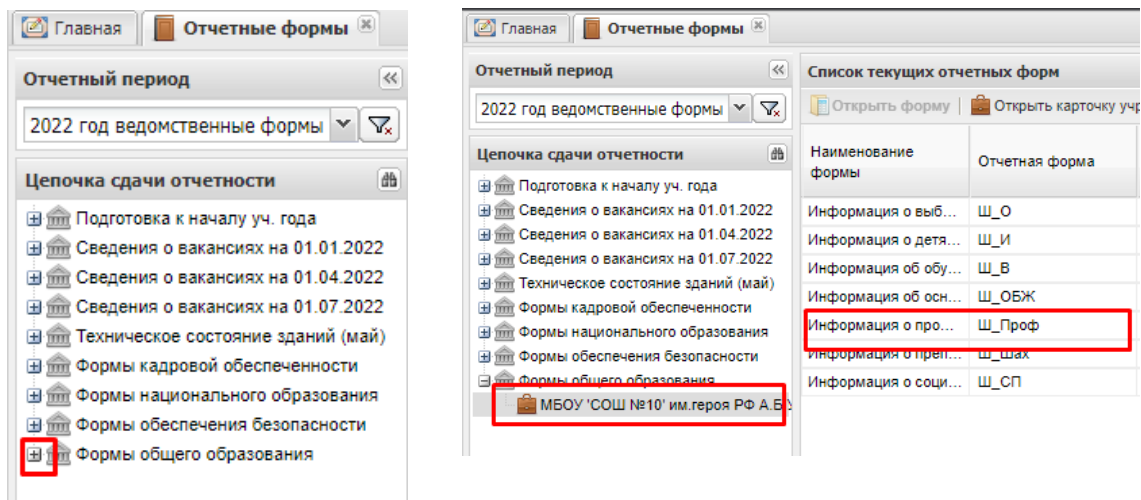 Главная
Отчетные формы
Отчетный период
2022 год ведомственные формы
Цепочка сдачи отчетности
Подготовка к началу уч. года
Сведения о вакансиях на 01.01.2022
Сведения о вакансиях на 01.04.2022
Сведения о вакансиях на 01.07.2022
Техническое состояние зданий (май)
Формы кадровой обеспеченности
Формы национального образования
Формы обеспечения безопасности
Формы общего образования
Главная
Отчетные формы
Отчетный период
2022 год ведомственные формы
Цепочка сдачи отчетности
Подготовка к началу уч. года
Сведения о вакансиях на 01.01.2022
Сведения о вакансиях на 01.04.2022
Сведения о вакансиях на 01.07.2022
Техническое состояние зданий (май)
Формы кадровой обеспеченности
Формы национального образования
Формы обеспечения безопасности
Формы общего образования
МБОУ 'СОШ №10' им.героя РФ А.Б
Список текущих отчетных форм
Открыть форму Открыть карточку учр
Наименование формы Отчетная форма
Информация о выб... Ш_О
Информация о детя... Ш_И
Информация об обу... Ш_В
Информация об осн... Ш_ОБЖ
Информация о про... Ш_Проф
Информация о преп... Ш_Шах
Информация о соци... Ш_СП